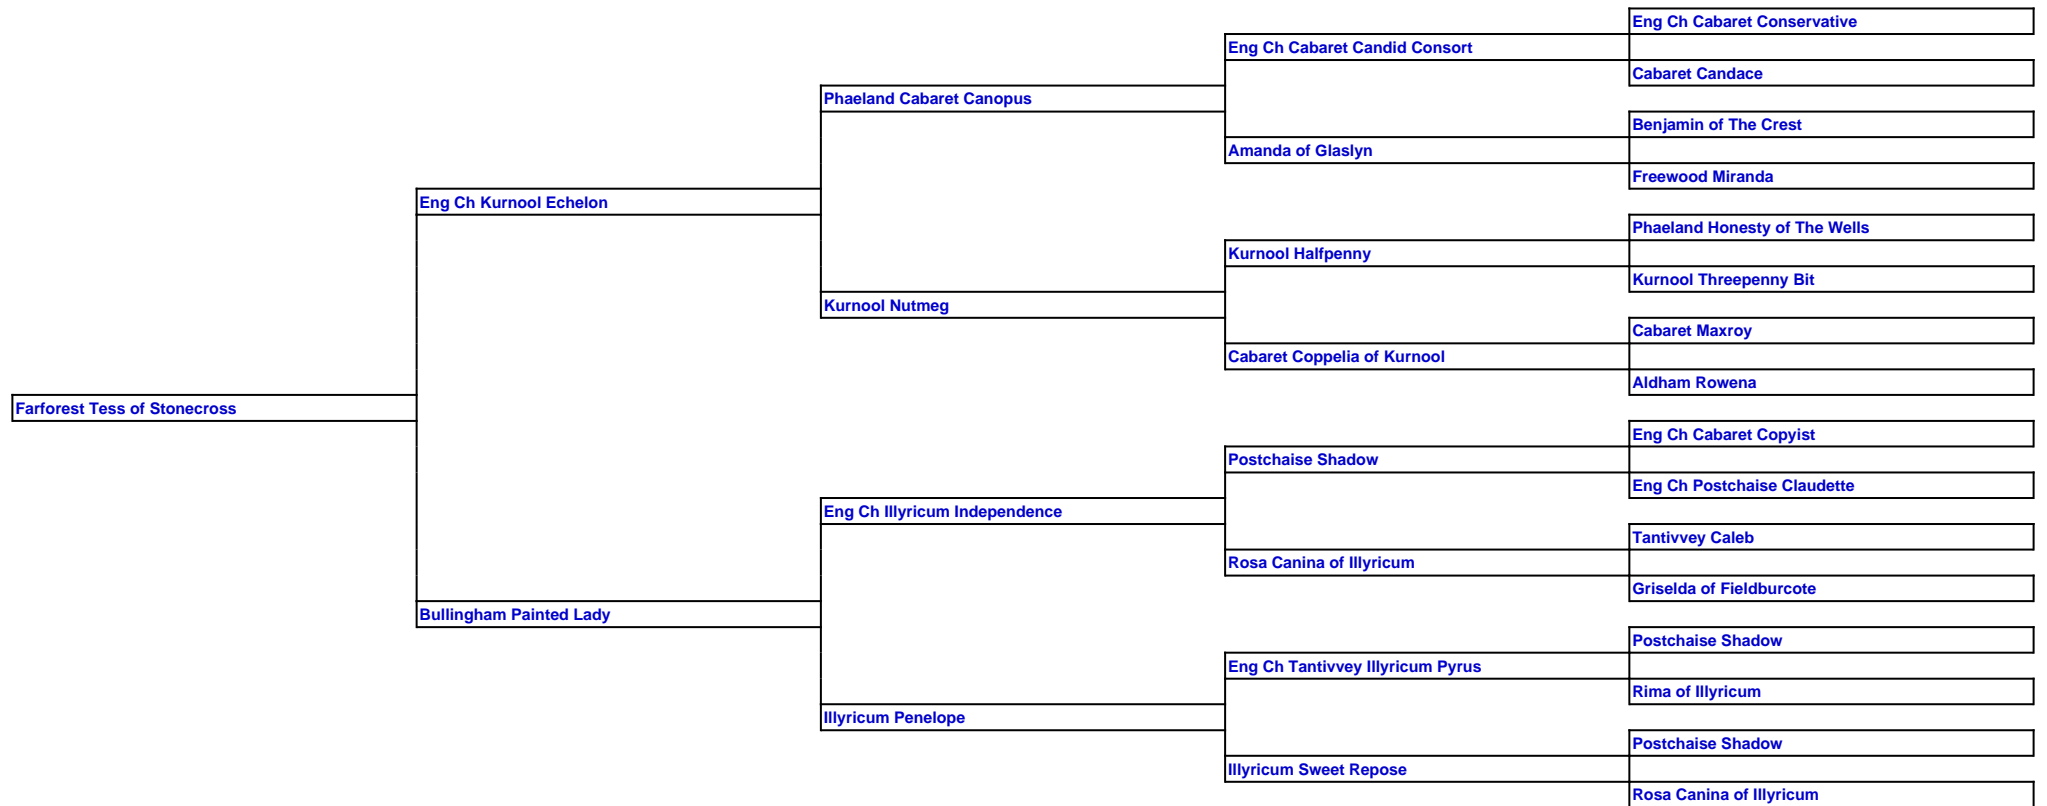 Eng Ch Cabaret Conservative
Eng Ch Cabaret Candid Consort
Cabaret Candace
Phaeland Cabaret Canopus
Benjamin of The Crest
Amanda of Glaslyn
Freewood Miranda
Eng Ch Kurnool Echelon
Phaeland Honesty of The Wells
Kurnool Halfpenny
Kurnool Threepenny Bit
Kurnool Nutmeg
Cabaret Maxroy
Cabaret Coppelia of Kurnool
Aldham Rowena
Farforest Tess of Stonecross
Eng Ch Cabaret Copyist
Postchaise Shadow
Eng Ch Postchaise Claudette
Eng Ch Illyricum Independence
Tantivvey Caleb
Rosa Canina of Illyricum
Griselda of Fieldburcote
Bullingham Painted Lady
Postchaise Shadow
Eng Ch Tantivvey Illyricum Pyrus
Rima of Illyricum
Illyricum Penelope
Postchaise Shadow
Illyricum Sweet Repose
Rosa Canina of Illyricum